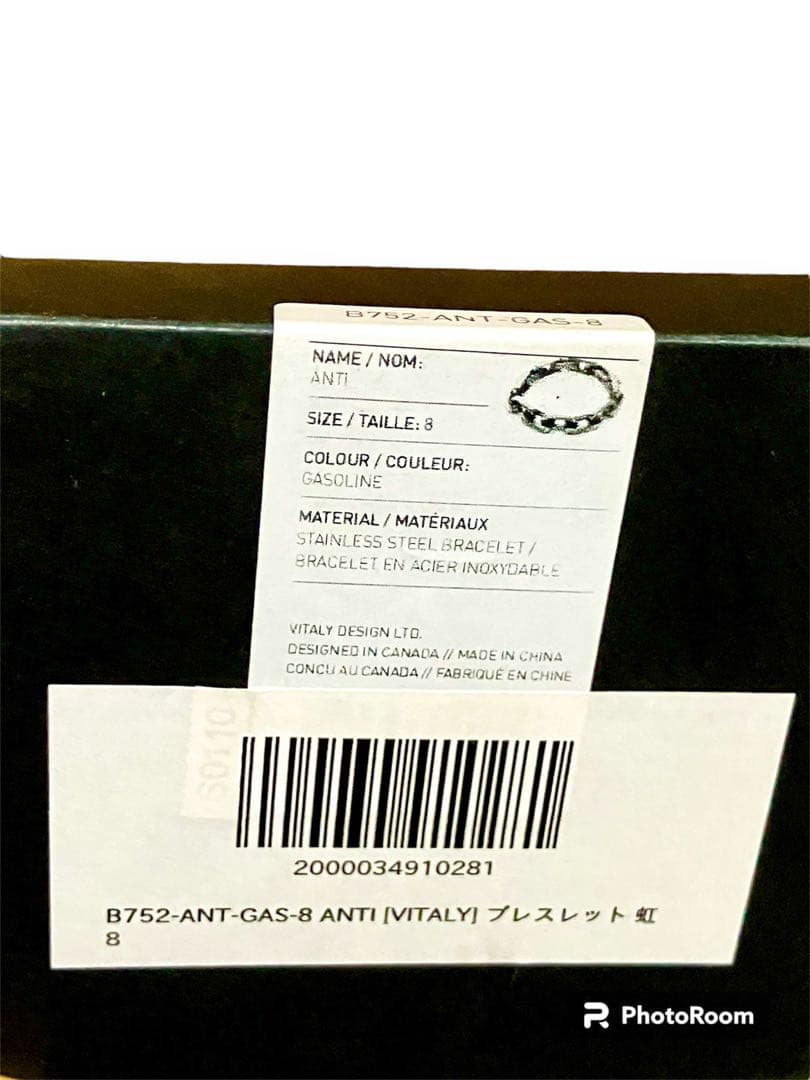 B752-ANT-GAS-8
NAME / NOM:
ANTI
SIZE / TAILLE: 8
COLOUR / COULEUR:
GASOLINE
MATERIAL / MATÉRIAUX
STAINLESS STEEL BRACELET /
BRACELET EN ACIER INOXYDABLE
VITALY DESIGN LTD.
DESIGNED IN CANADA // MADE IN CHINA
CONCU AU CANADA // FABRIQUÉ EN CHINE
2000034910281
B752-ANT-GAS-8 ANTI [VITALY] ブレスレット 虹
8
PhotoRoom